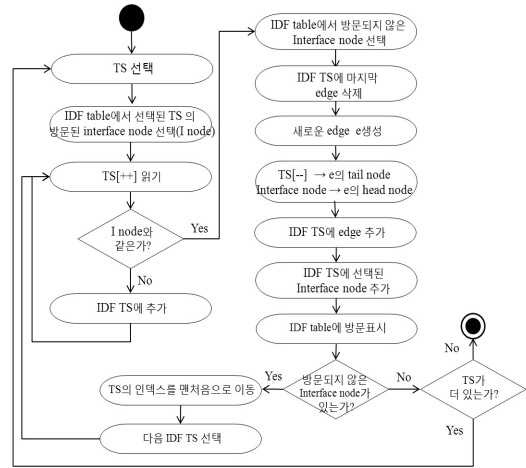 TS 선택
IDF table에서 선택된 TS 의
방문된 interface node 선택(I node)
TS[++] 읽기
I node와
같은가?
Yes
No
IDF TS에 추가
IDF table에서 방문되지 않은
Interface node 선택
IDF TS에 마지막
edge 삭제
새로운 edge e생성
TS[--] → e의 tail node
Interface node → e의 head node
IDF TS에 edge 추가
IDF TS에 선택된
Interface node 추가
IDF table에 방문표시
방문되지 않은
Interface node가
있는가?
Yes
No
TS의 인덱스를 맨처음으로 이동
다음 IDF TS 선택
TS가
더 있는가?
No
Yes